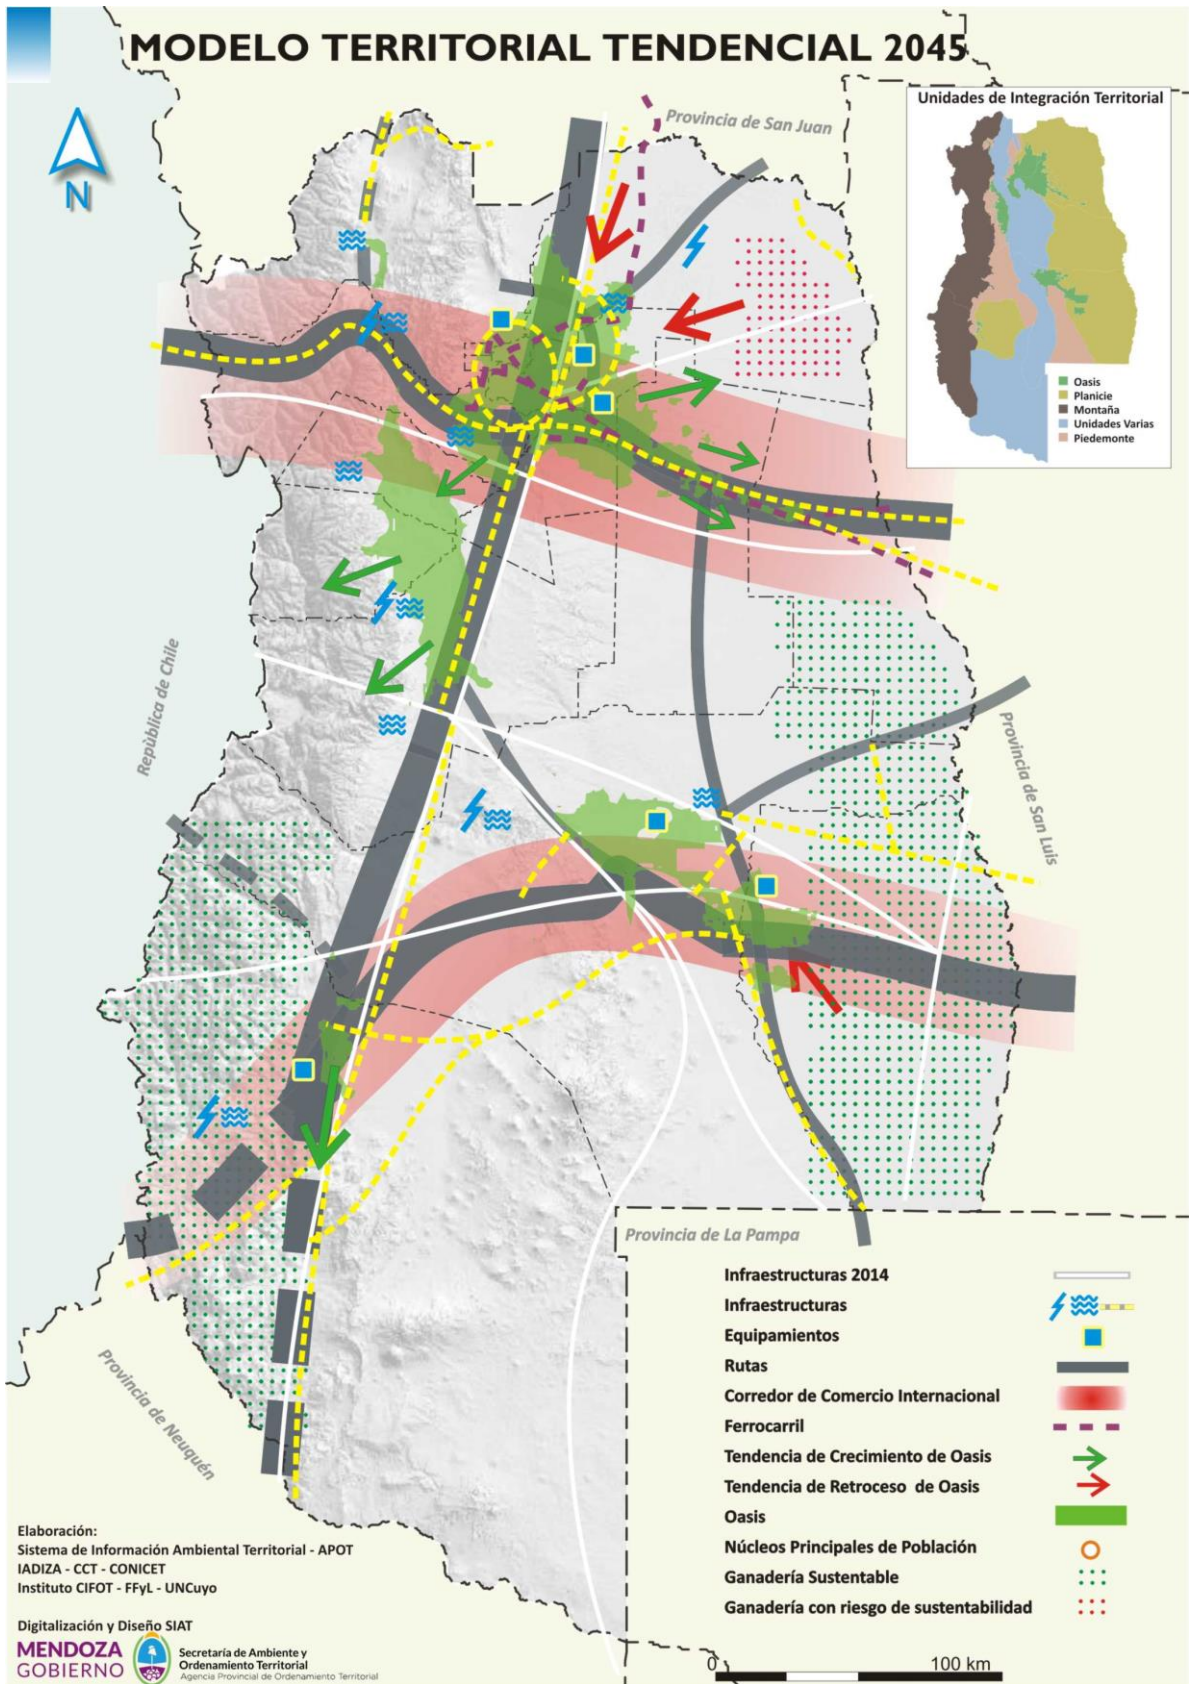 MODELO TERRITORIAL TENDENCIAL 2045
Unidades de Integración Territorial
Oasis
Planicie
Montaña
Unidades Varias
Piedemonte
N
Provincia de San Juan
Repùblica de Chile
Provincia de San Luis
Provincia de La Pampa
Provincia de Neuquén
Infraestructuras 2014
Infraestructuras
Equipamientos
Rutas
Corredor de Comercio Internacional
Ferrocarril
Tendencia de Crecimiento de Oasis
Tendencia de Retroceso de Oasis
Oasis
Núcleos Principales de Población
Ganadería Sustentable
Ganadería con riesgo de sustentabilidad
0 100 km
Elaboración:
Sistema de Información Ambiental Territorial - APOT
IADIZA - CCT - CONICET
Instituto CIFOT - FFyL - UNCuyo
Digitalización y Diseño SIAT
MENDOZA
GOBIERNO
Secretaría de Ambiente y
Ordenamiento Territorial
Agencia Provincial de Ordenamiento Territorial